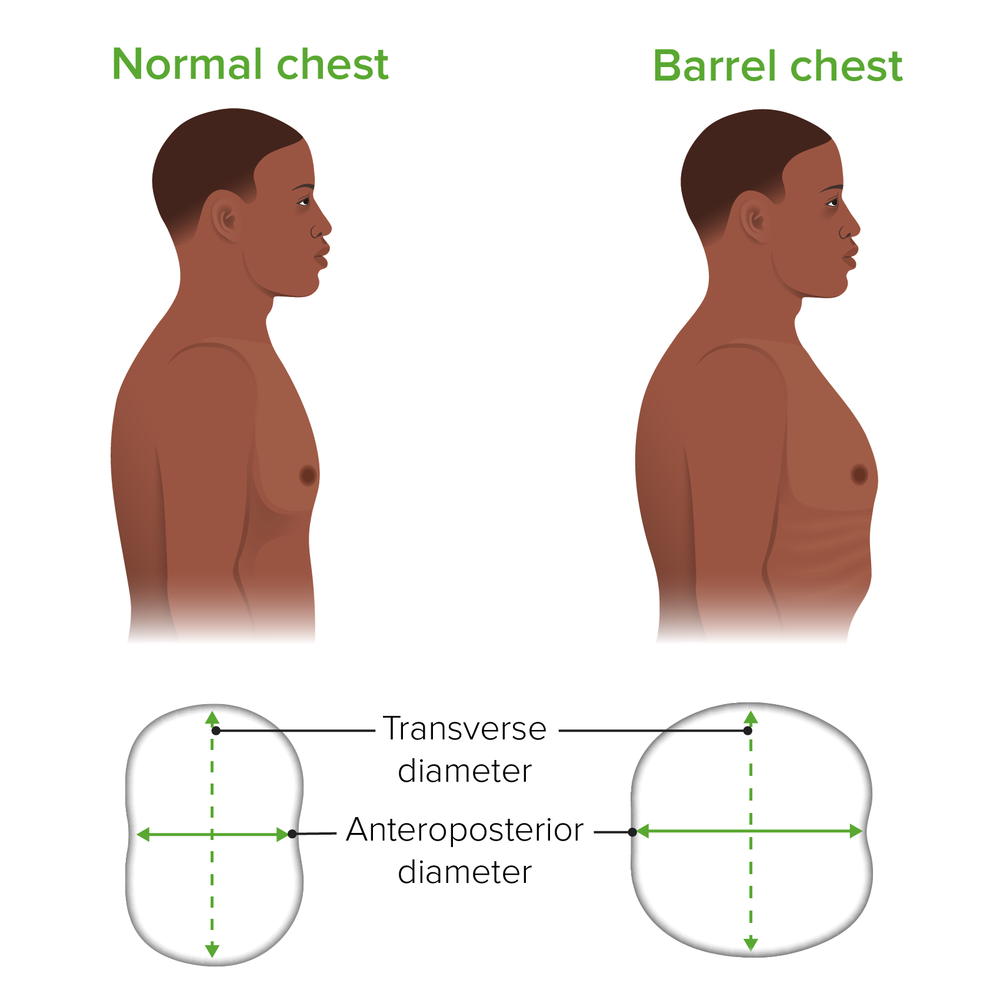 Normal chest
Barrel chest
Transverse
diameter
Anteroposterior
diameter